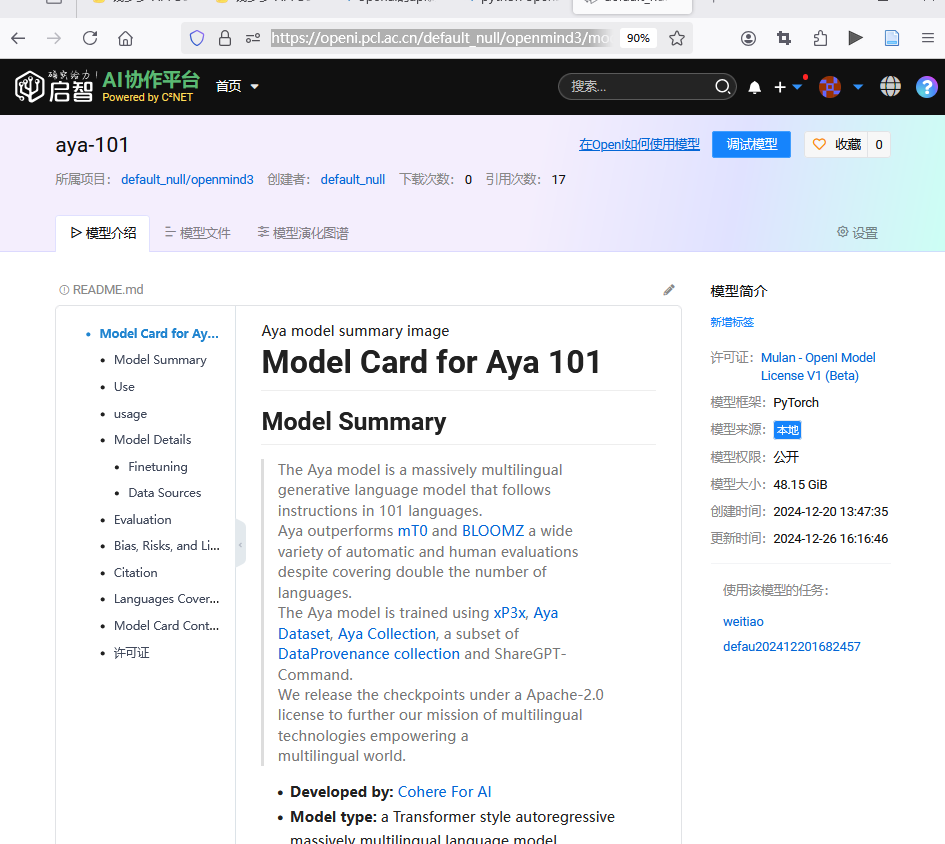 https://openi.pcl.ac.cn/default_null/openmind3/mo
90%
启智
AI协作平台
Powered by C²NET
首页
搜索...
aya-101
在OpenI如何使用模型
调试模型
收藏
0
所属项目: default_null/openmind3 创建者: default_null 下载次数: 0 引用次数: 17
模型介绍
模型文件
模型演化图谱
设置
README.md
Model Card for Ay...
Model Summary
Use
usage
Model Details
Finetuning
Data Sources
Evaluation
Bias, Risks, and Li...
Citation
Languages Cover...
Model Card Cont...
许可证
Aya model summary image
Model Card for Aya 101
Model Summary
The Aya model is a massively multilingual
generative language model that follows
instructions in 101 languages.
Aya outperforms mT0 and BLOOMZ a wide
variety of automatic and human evaluations
despite covering double the number of
languages.
The Aya model is trained using xP3x, Aya
Dataset, Aya Collection, a subset of
DataProvenance collection and ShareGPT-
Command.
We release the checkpoints under a Apache-2.0
license to further our mission of multilingual
technologies empowering a
multilingual world.
Developed by: Cohere For AI
Model type: a Transformer style autoregressive
massively multilingual language model
模型简介
新增标签
许可证: Mulan - OpenI Model
License V1 (Beta)
模型框架: PyTorch
模型来源: 本地
模型权限: 公开
模型大小: 48.15 GiB
创建时间: 2024-12-20 13:47:35
更新时间: 2024-12-26 16:16:46
使用该模型的任务:
weitiao
defau202412201682457